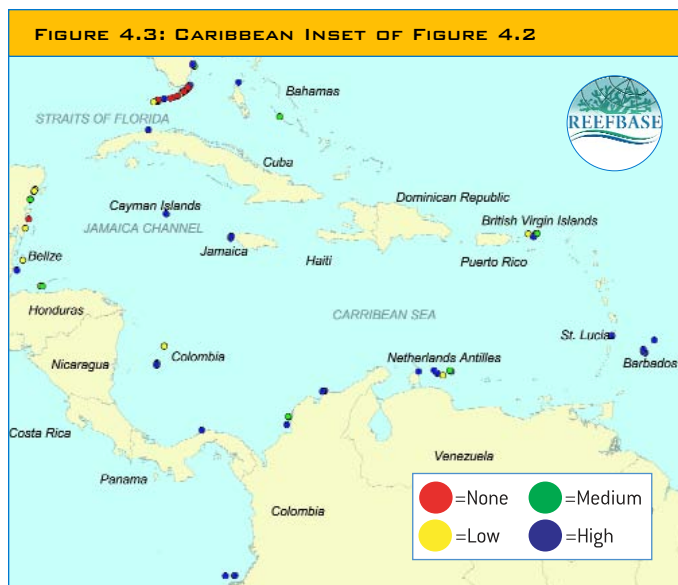 FIGURE 4.3: CARIBBEAN INSET OF FIGURE 4.2
Bahamas
REEFBASE
STRAITS OF FLORIDA
Cuba
Cayman Islands
Dominican Republic
British Virgin Islands
JAMAICA CHANNEL
Jamaica
Haiti
Puerto Rico
Belize
Honduras
CARRIBEAN SEA
St. Lucia
Nicaragua
Colombia
Netherlands Antilles
Barbados
Costa Rica
Panama
Venezuela
Colombia
=None
=Medium
=Low
=High